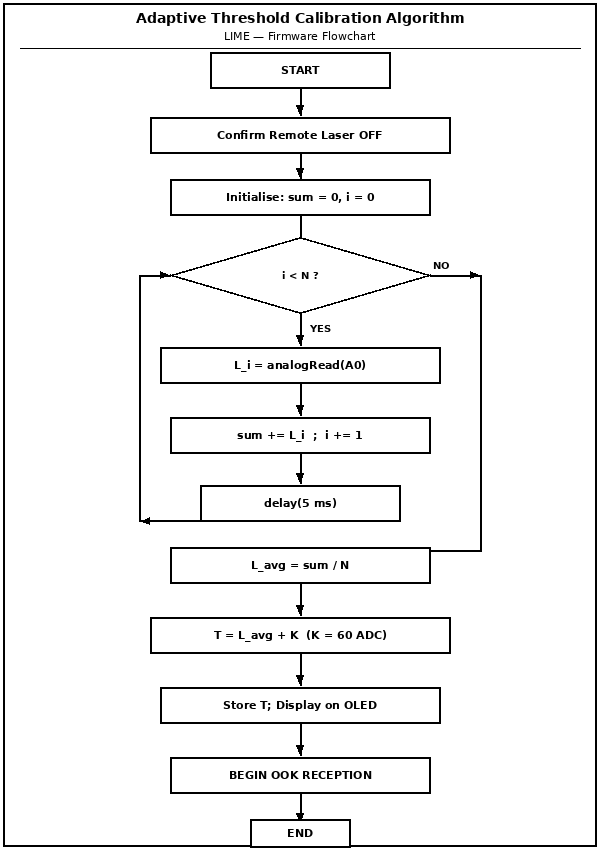 Adaptive Threshold Calibration Algorithm
LIME — Firmware Flowchart
START
Confirm Remote Laser OFF
Initialise: sum = 0, i = 0
i < N ?
NO
YES
L_i = analogRead(A0)
sum += L_i ; i += 1
delay(5 ms)
L_avg = sum / N
T = L_avg + K (K = 60 ADC)
Store T; Display on OLED
BEGIN OOK RECEPTION
END